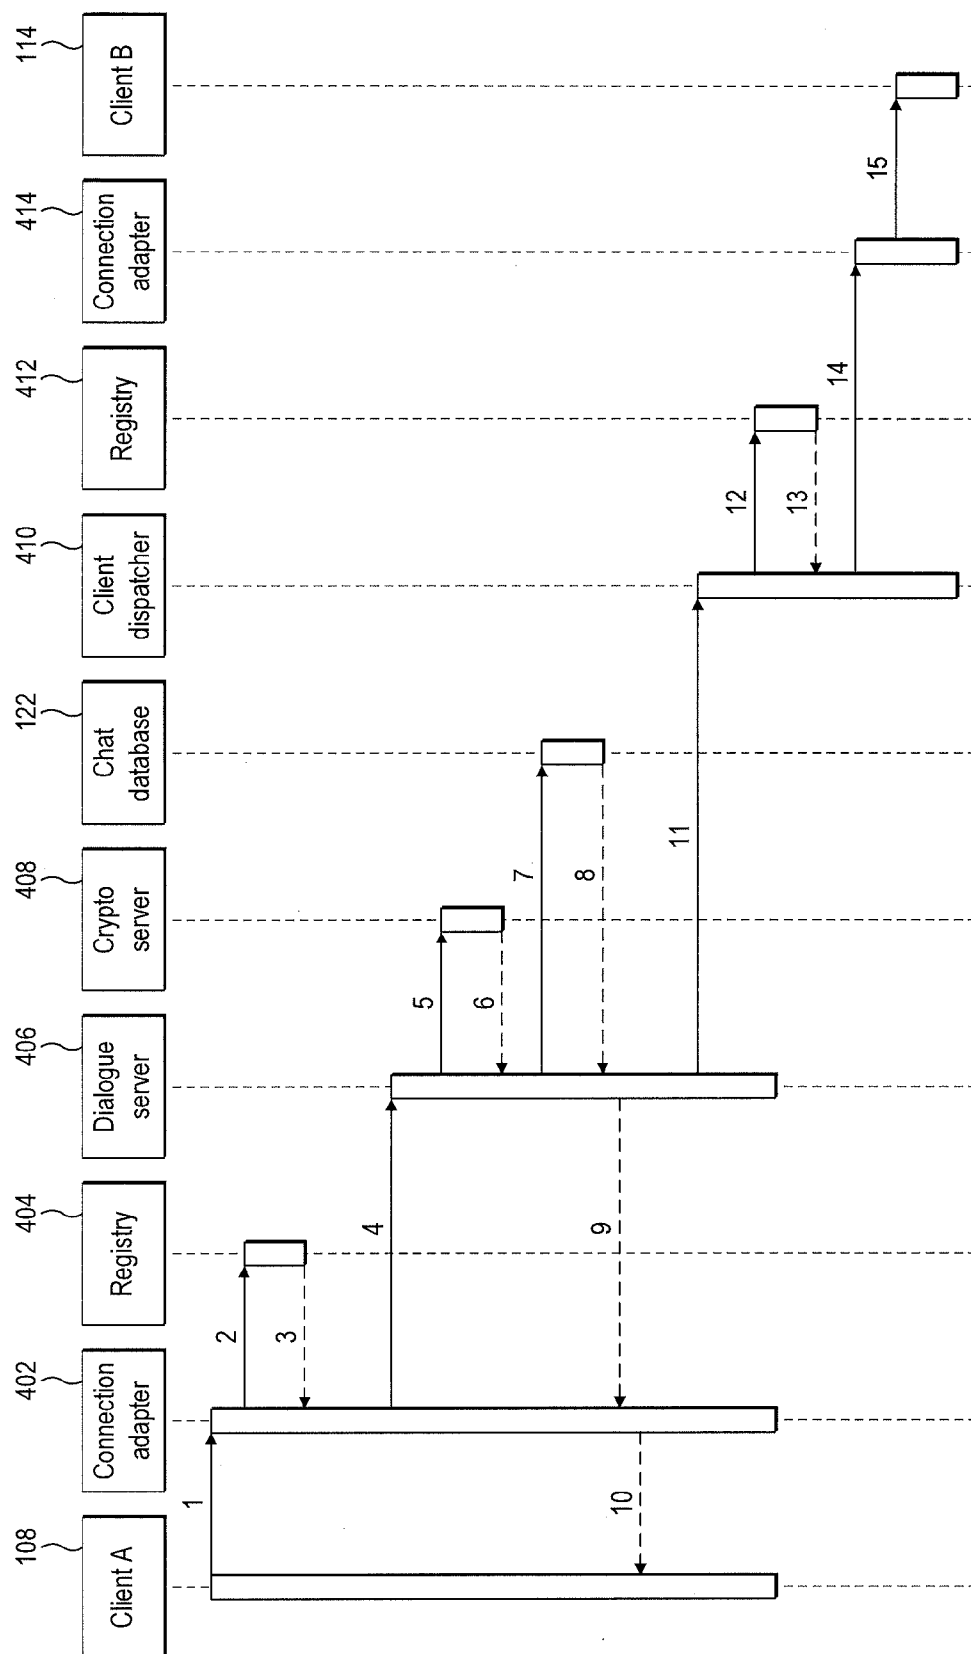 108
Client A
402
Connection
adapter
404
Registry
406
Dialogue
server
408
Crypto
server
122
Chat
database
410
Client
dispatcher
412
Registry
414
Connection
adapter
114
Client B
1
2
3
4
5
6
7
8
9
10
11
12
13
14
15